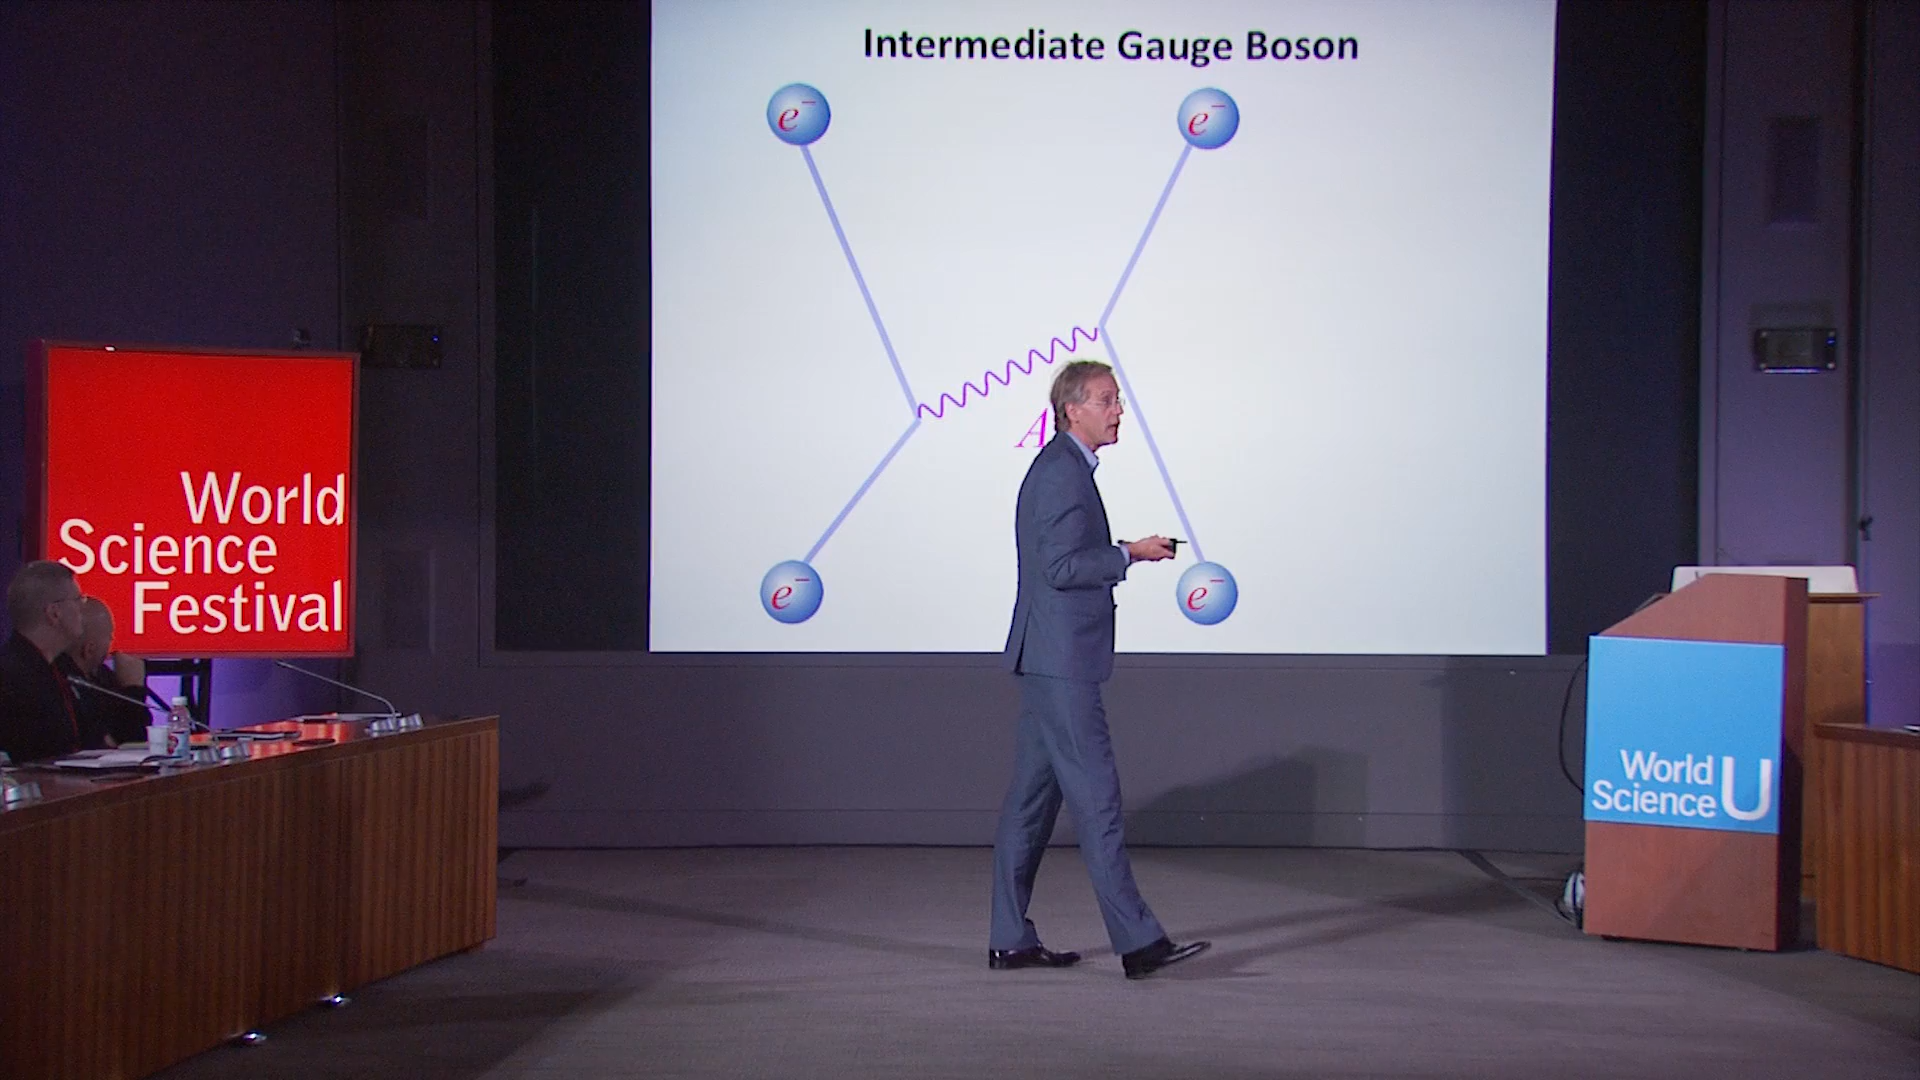 Intermediate Gauge Boson
e⁻
e⁻
A
e⁻
e⁻
World
Science
Festival
World
Science U